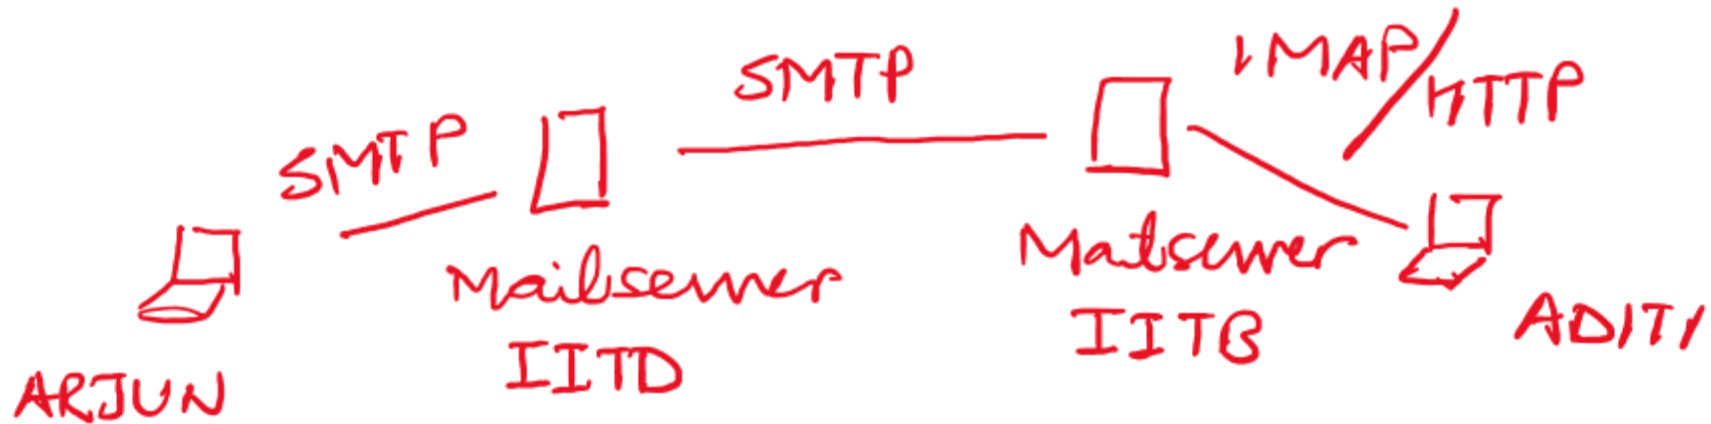 SMTP
SMTP
IMAP/
HTTP
Mailserver
IITD
Mailserver
IITB
ARJUN
ADITI